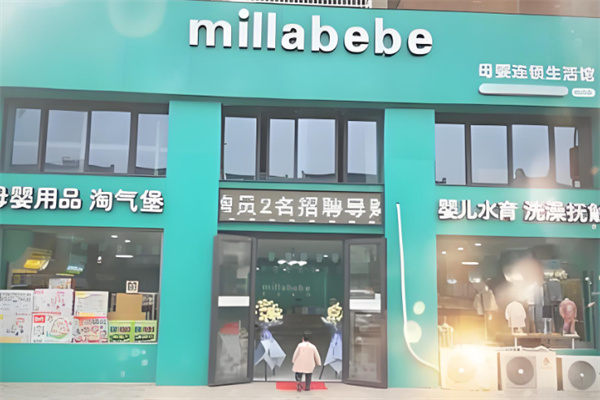 millabebe
母婴连锁生活馆
母婴用品 淘气堡
员2名招聘导
婴儿水育 洗澡抚触
millabebe